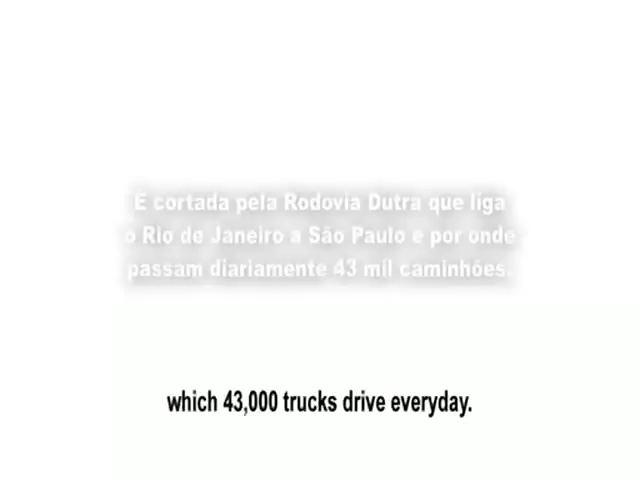 É cortada pela Rodovia Dutra que liga
o Rio de Janeiro a São Paulo e por onde
passam diariamente 43 mil caminhões.
which 43,000 trucks drive everyday.